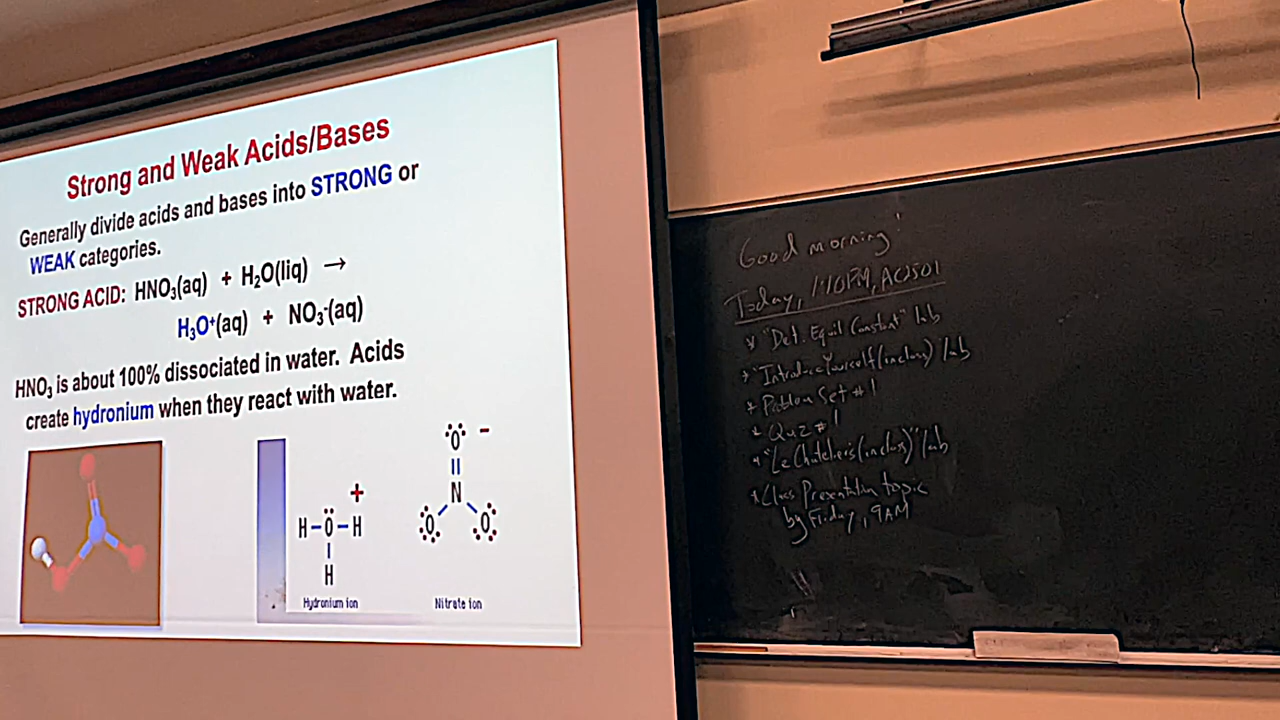 Strong and Weak Acids/Bases
Generally divide acids and bases into STRONG or
WEAK categories.
STRONG ACID: HNO₃(aq) + H₂O(liq) →
H₃O⁺(aq) + NO₃⁻(aq)
HNO₃ is about 100% dissociated in water. Acids
create hydronium when they react with water.
+
H–Ö–H
H
Hydronium ion
O −
N
O O
Nitrate ion
Good morning!
Today, 1:10PM, AC2501
* "Det. Equil Constant" lab
* "Introduce Yourself (in class) lab
* Problem Set #1
* Quiz #1
* "Le Chatelier's (in class)" lab
* Class Presentation topic
by Friday, 9AM